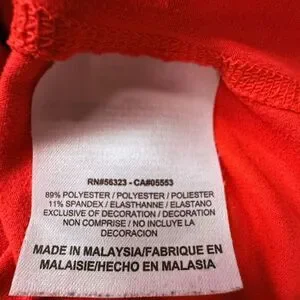 RN#56323 - CA#05553
89% POLYESTER / POLYESTER / POLIESTER
11% SPANDEX / ELASTHANNE / ELASTANO
EXCLUSIVE OF DECORATION / DECORATION
NON COMPRISE / NO INCLUYE LA
DECORACION
MADE IN MALAYSIA/FABRIQUE EN
MALAISIE/HECHO EN MALASIA